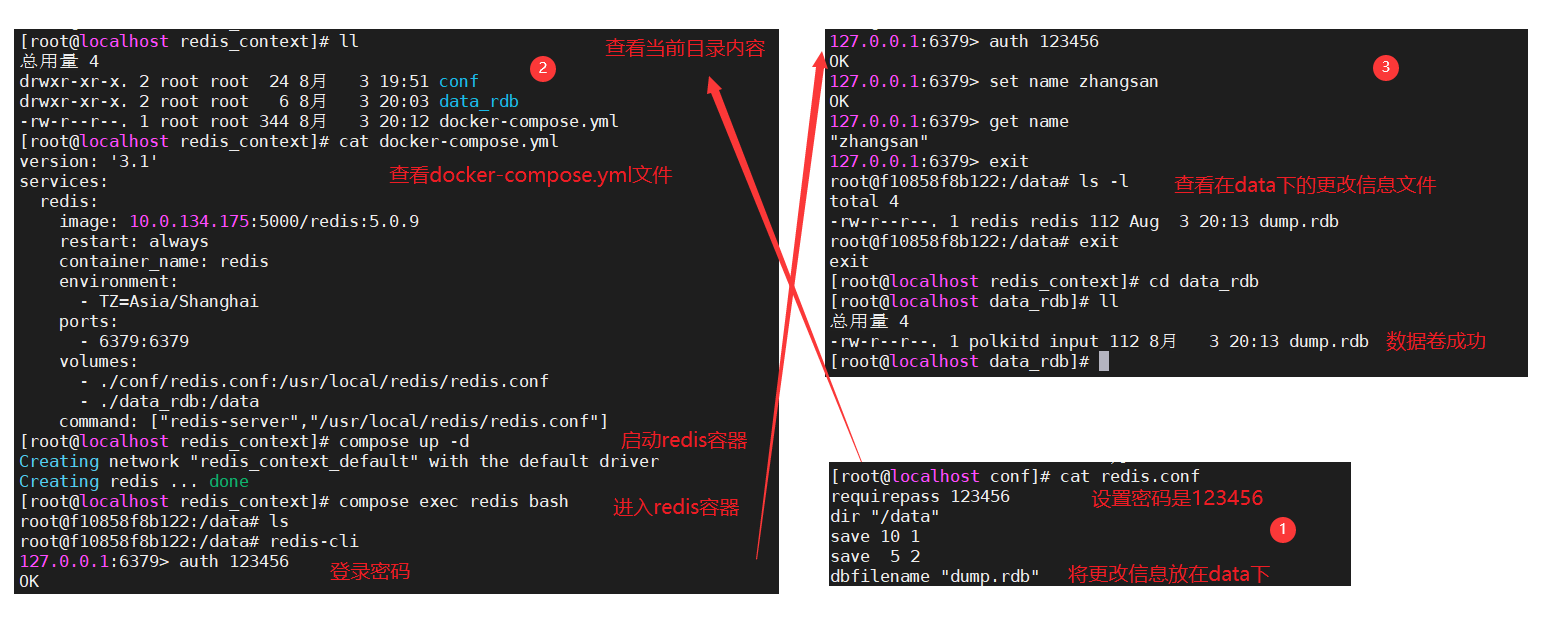 [root@localhost redis_context]# ll
查看当前目录内容
总用量 4
2
drwxr-xr-x. 2 root root  24 8月   3 19:51 conf
drwxr-xr-x. 2 root root   6 8月   3 20:03 data_rdb
-rw-r--r--. 1 root root 344 8月   3 20:12 docker-compose.yml
[root@localhost redis_context]# cat docker-compose.yml
version: '3.1'
查看docker-compose.yml文件
services:
  redis:
    image: 10.0.134.175:5000/redis:5.0.9
    restart: always
    container_name: redis
    environment:
      - TZ=Asia/Shanghai
    ports:
      - 6379:6379
    volumes:
      - ./conf/redis.conf:/usr/local/redis/redis.conf
      - ./data_rdb:/data
    command: ["redis-server","/usr/local/redis/redis.conf"]
[root@localhost redis_context]# compose up -d
启动redis容器
Creating network "redis_context_default" with the default driver
Creating redis ... done
[root@localhost redis_context]# compose exec redis bash
进入redis容器
root@f10858f8b122:/data# ls
root@f10858f8b122:/data# redis-cli
127.0.0.1:6379> auth 123456
登录密码
OK
127.0.0.1:6379> auth 123456
OK
3
127.0.0.1:6379> set name zhangsan
OK
127.0.0.1:6379> get name
"zhangsan"
127.0.0.1:6379> exit
root@f10858f8b122:/data# ls -l
查看在data下的更改信息文件
total 4
-rw-r--r--. 1 redis redis 112 Aug  3 20:13 dump.rdb
root@f10858f8b122:/data# exit
exit
[root@localhost redis_context]# cd data_rdb
[root@localhost data_rdb]# ll
总用量 4
-rw-r--r--. 1 polkitd input 112 8月   3 20:13 dump.rdb
数据卷成功
[root@localhost data_rdb]#
[root@localhost conf]# cat redis.conf
requirepass 123456
设置密码是123456
dir "/data"
1
save 10 1
save  5 2
dbfilename "dump.rdb"
将更改信息放在data下